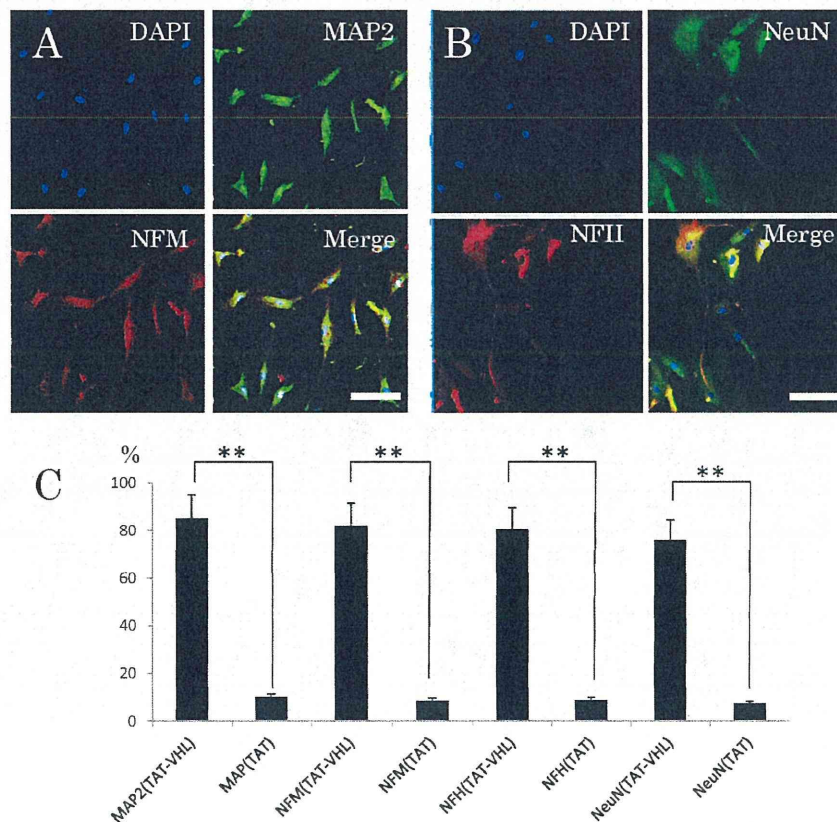 A
DAPI
MAP2
NFM
Merge
B
DAPI
NeuN
NFH
Merge
C
%
100
80
60
40
20
0
**
**
**
**
MAP2(TAT-VHL)
MAP(TAT)
NFM(TAT-VHL)
NFM(TAT)
NFH(TAT-VHL)
NFH(TAT)
NeuN(TAT-VHL)
NeuN(TAT)